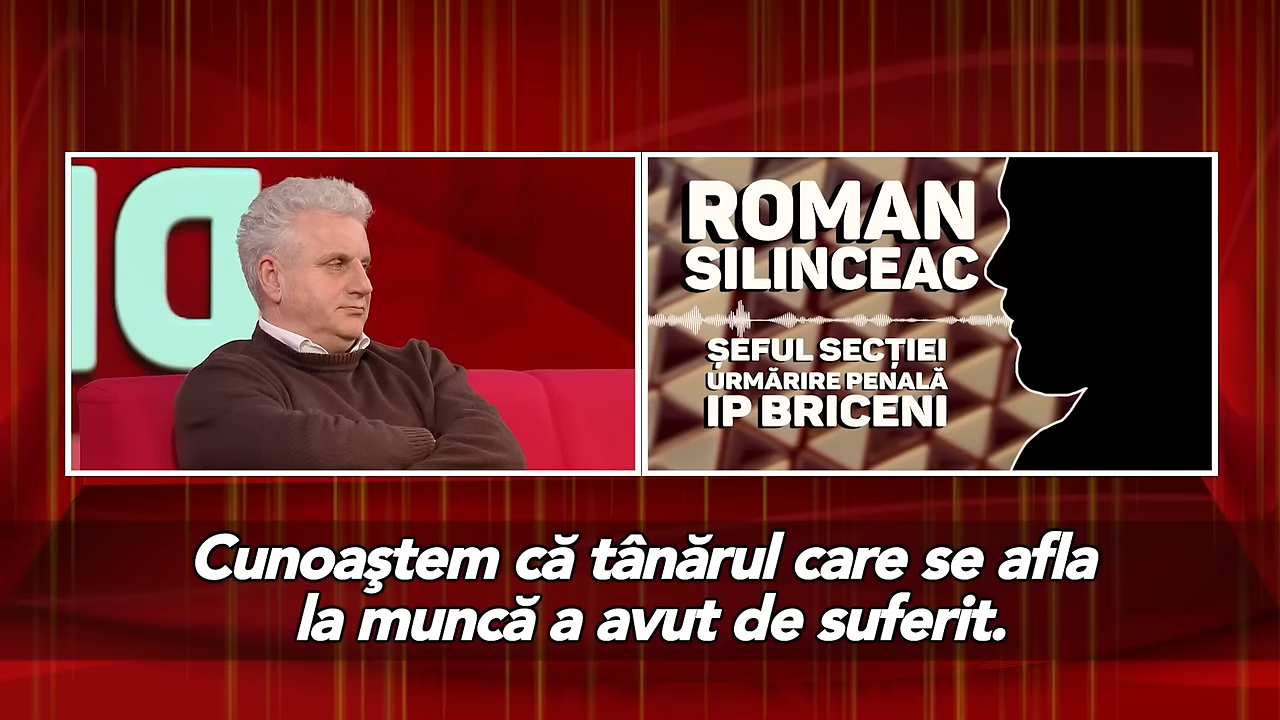 D
ROMAN
SILINCEAC
ȘEFUL SECȚIEI
URMĂRIRE PENALĂ
IP BRICENI
Cunoaştem că tânărul care se afla
la muncă a avut de suferit.